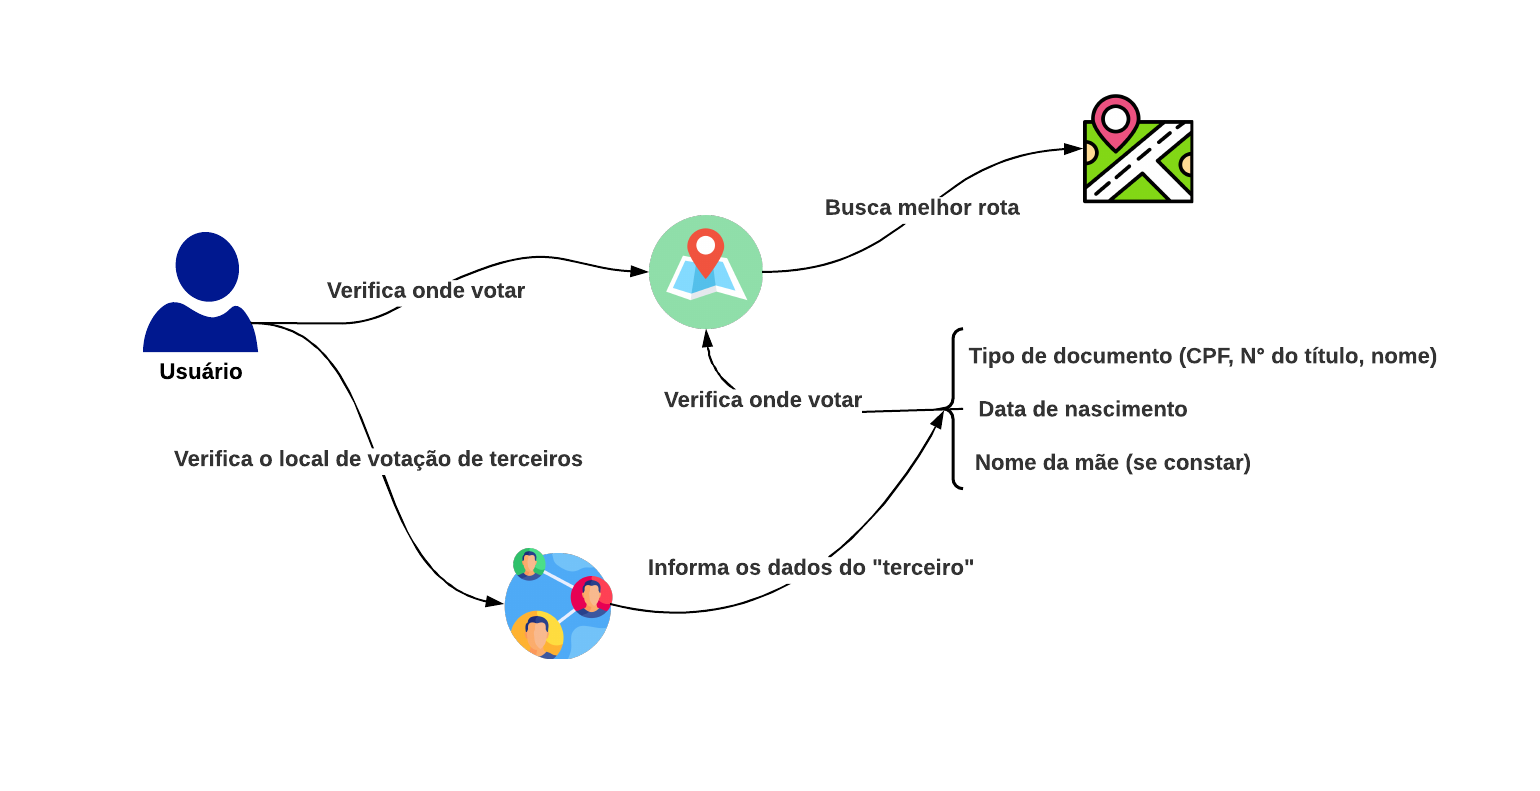 Busca melhor rota
Verifica onde votar
Usuário
Tipo de documento (CPF, N° do título, nome)
Verifica onde votar
Data de nascimento
Verifica o local de votação de terceiros
Nome da mãe (se constar)
Informa os dados do "terceiro"